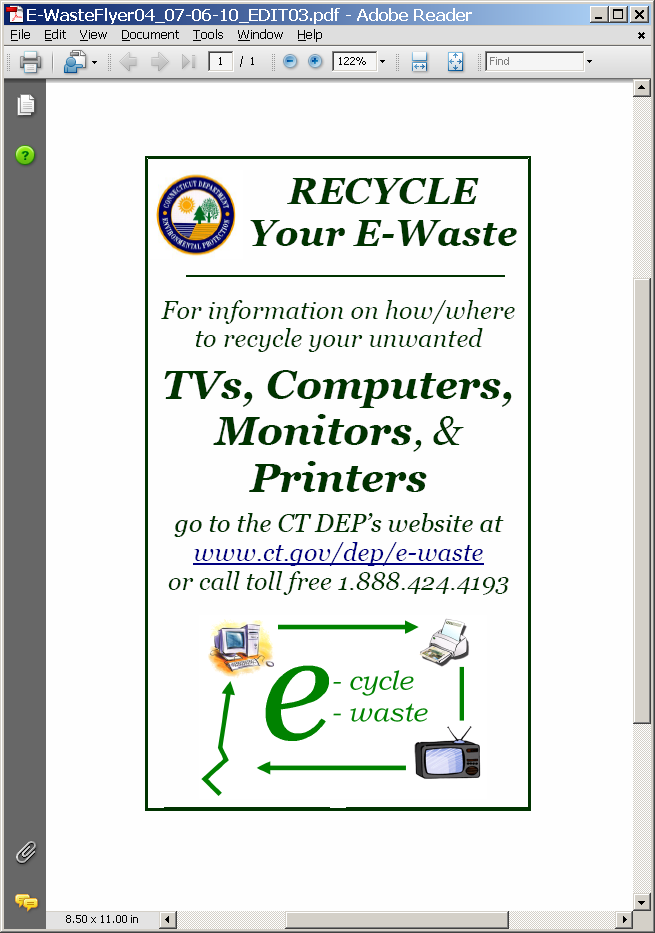 E-WasteFlyer04_07-06-10_EDIT03.pdf - Adobe Reader
File Edit View Document Tools Window Help
1 / 1 122% Find
CONNECTICUT DEPARTMENT
ENVIRONMENTAL PROTECTION
RECYCLE
Your E-Waste
For information on how/where
to recycle your unwanted
TVs, Computers,
Monitors, &
Printers
go to the CT DEP’s website at
www.ct.gov/dep/e-waste
or call toll free 1.888.424.4193
e - cycle
- waste
8.50 x 11.00 in